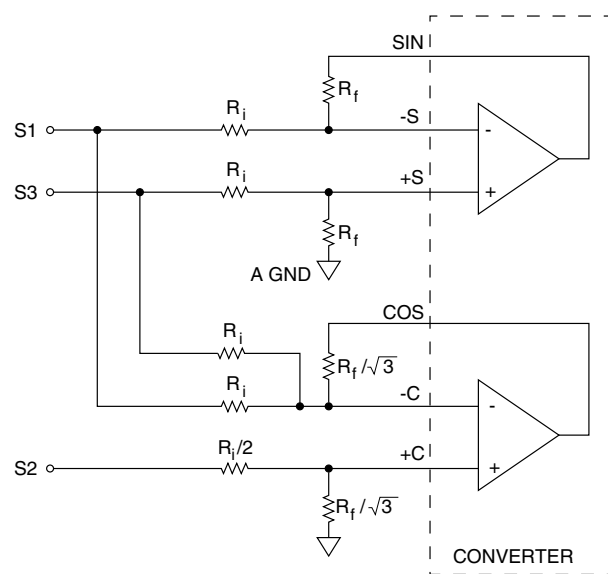 SIN
R_f
R_i
-S
S1
-
R_i
+S
S3
+
R_f
A GND
COS
R_i
R_f/√3
R_i
-C
-
R_i/2
+C
S2
+
R_f/√3
CONVERTER